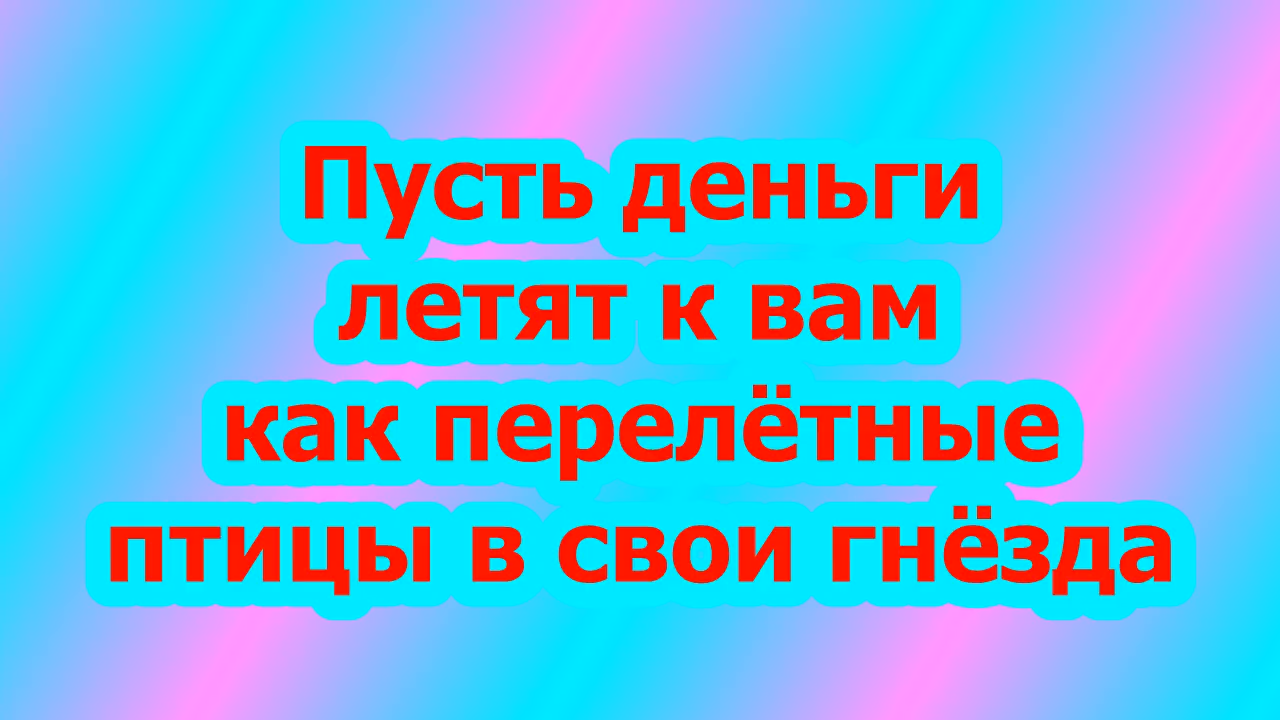 Пусть деньги
летят к вам
как перелётные
птицы в свои гнёзда